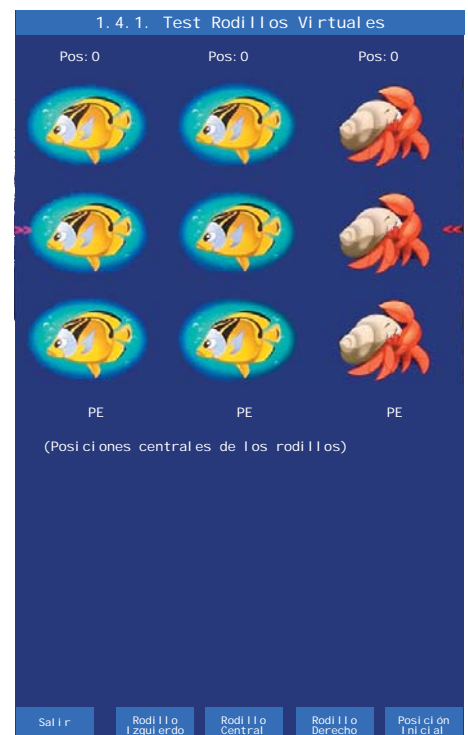 1.4.1. Test Rodillos Virtuales
Pos: 0 Pos: 0 Pos: 0
PE PE PE
(Posiciones centrales de los rodillos)
Salir Rodillo Izquierdo Rodillo Central Rodillo Derecho Posición Inicial